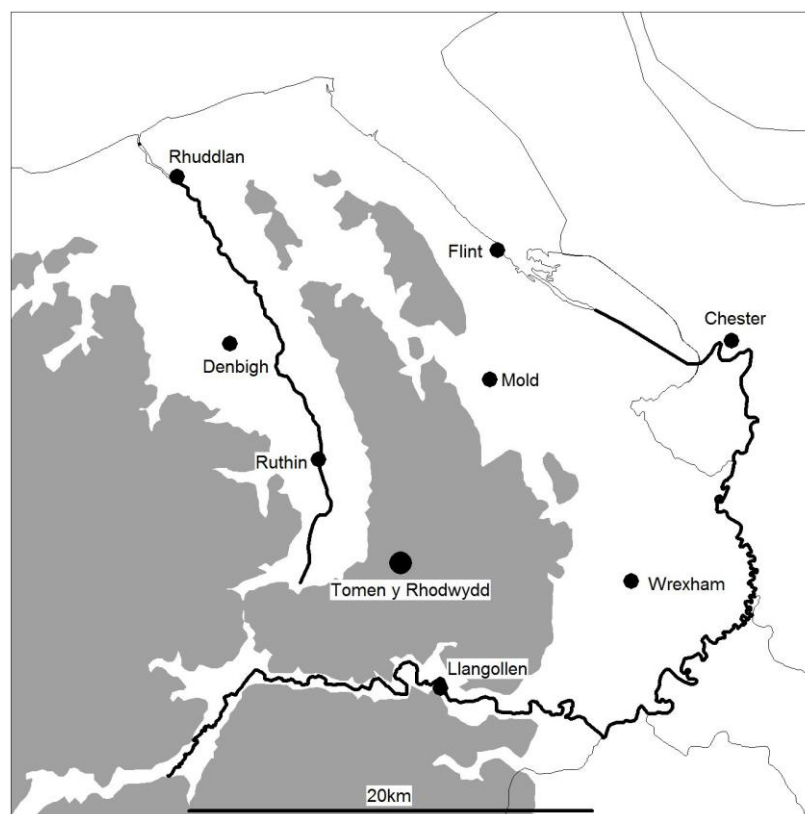 Rhuddlan
Flint
Chester
Denbigh
Mold
Ruthin
Tomen y Rhodwydd
Wrexham
Llangollen
20km